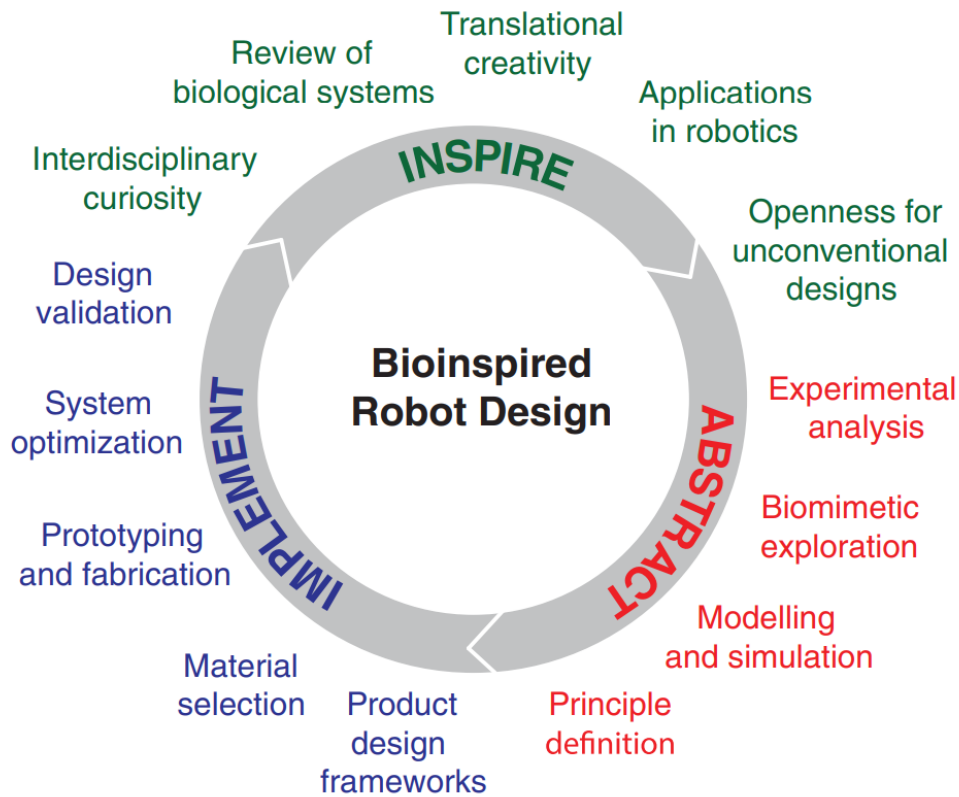 Translational
creativity
Review of
biological systems
Applications
in robotics
INSPIRE
Interdisciplinary
curiosity
Openness for
unconventional
designs
Design
validation
Bioinspired
Robot Design
Experimental
analysis
ABSTRACT
System
optimization
IMPLEMENT
Biomimetic
exploration
Prototyping
and fabrication
Modelling
and simulation
Material
selection
Product
design
frameworks
Principle
definition